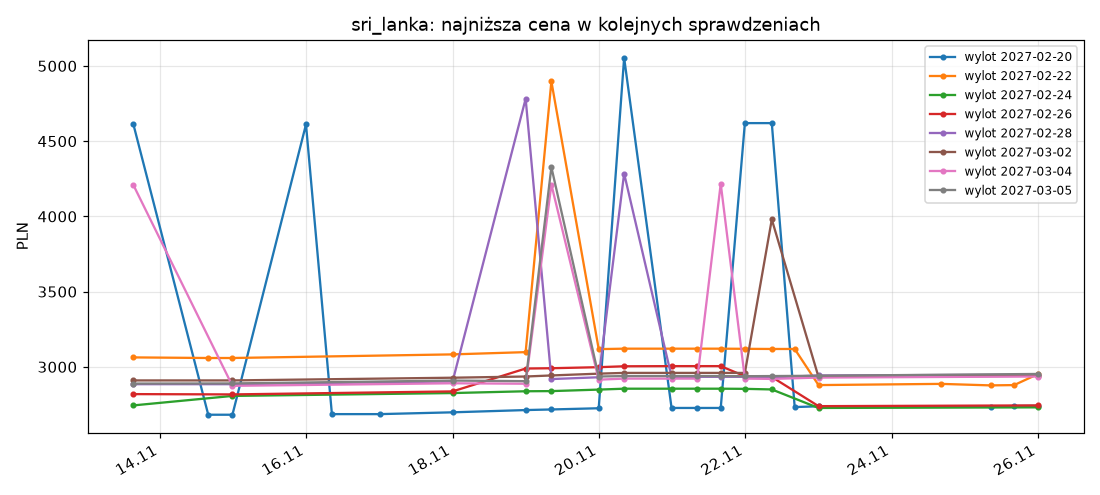 sri_lanka: najniższa cena w kolejnych sprawdzeniach
PLN
5000
4500
4000
3500
3000
14.11
16.11
18.11
20.11
22.11
24.11
26.11
wylot 2027-02-20
wylot 2027-02-22
wylot 2027-02-24
wylot 2027-02-26
wylot 2027-02-28
wylot 2027-03-02
wylot 2027-03-04
wylot 2027-03-05